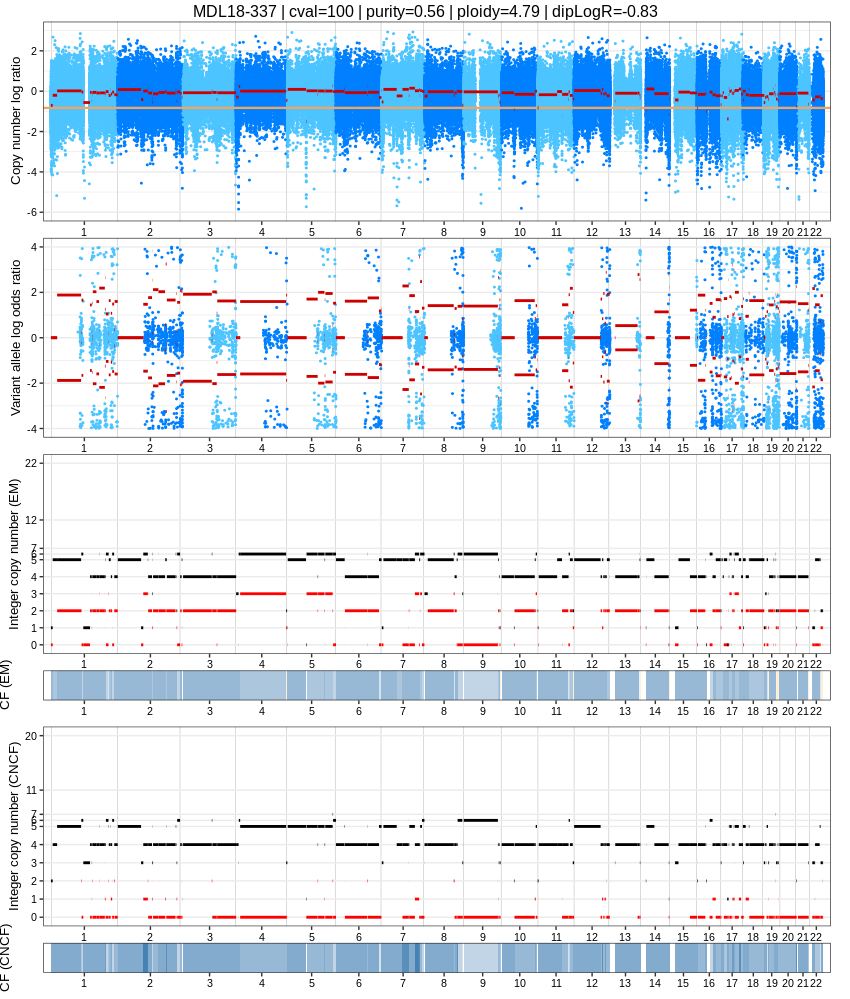 MDL18-337 | cval=100 | purity=0.56 | ploidy=4.79 | dipLogR=-0.83
Copy number log ratio
2
0
-2
-4
-6
1 2 3 4 5 6 7 8 9 10 11 12 13 14 15 16 17 18 19 20 21 22
Variant allele log odds ratio
4
2
0
-2
-4
1 2 3 4 5 6 7 8 9 10 11 12 13 14 15 16 17 18 19 20 21 22
Integer copy number (EM)
22
12
7
6
5
4
3
2
1
0
1 2 3 4 5 6 7 8 9 10 11 12 13 14 15 16 17 18 19 20 21 22
CF (EM)
1 2 3 4 5 6 7 8 9 10 11 12 13 14 15 16 17 18 19 20 21 22
Integer copy number (CNCF)
20
11
7
6
5
4
3
2
1
0
1 2 3 4 5 6 7 8 9 10 11 12 13 14 15 16 17 18 19 20 21 22
CF (CNCF)
1 2 3 4 5 6 7 8 9 10 11 12 13 14 15 16 17 18 19 20 21 22